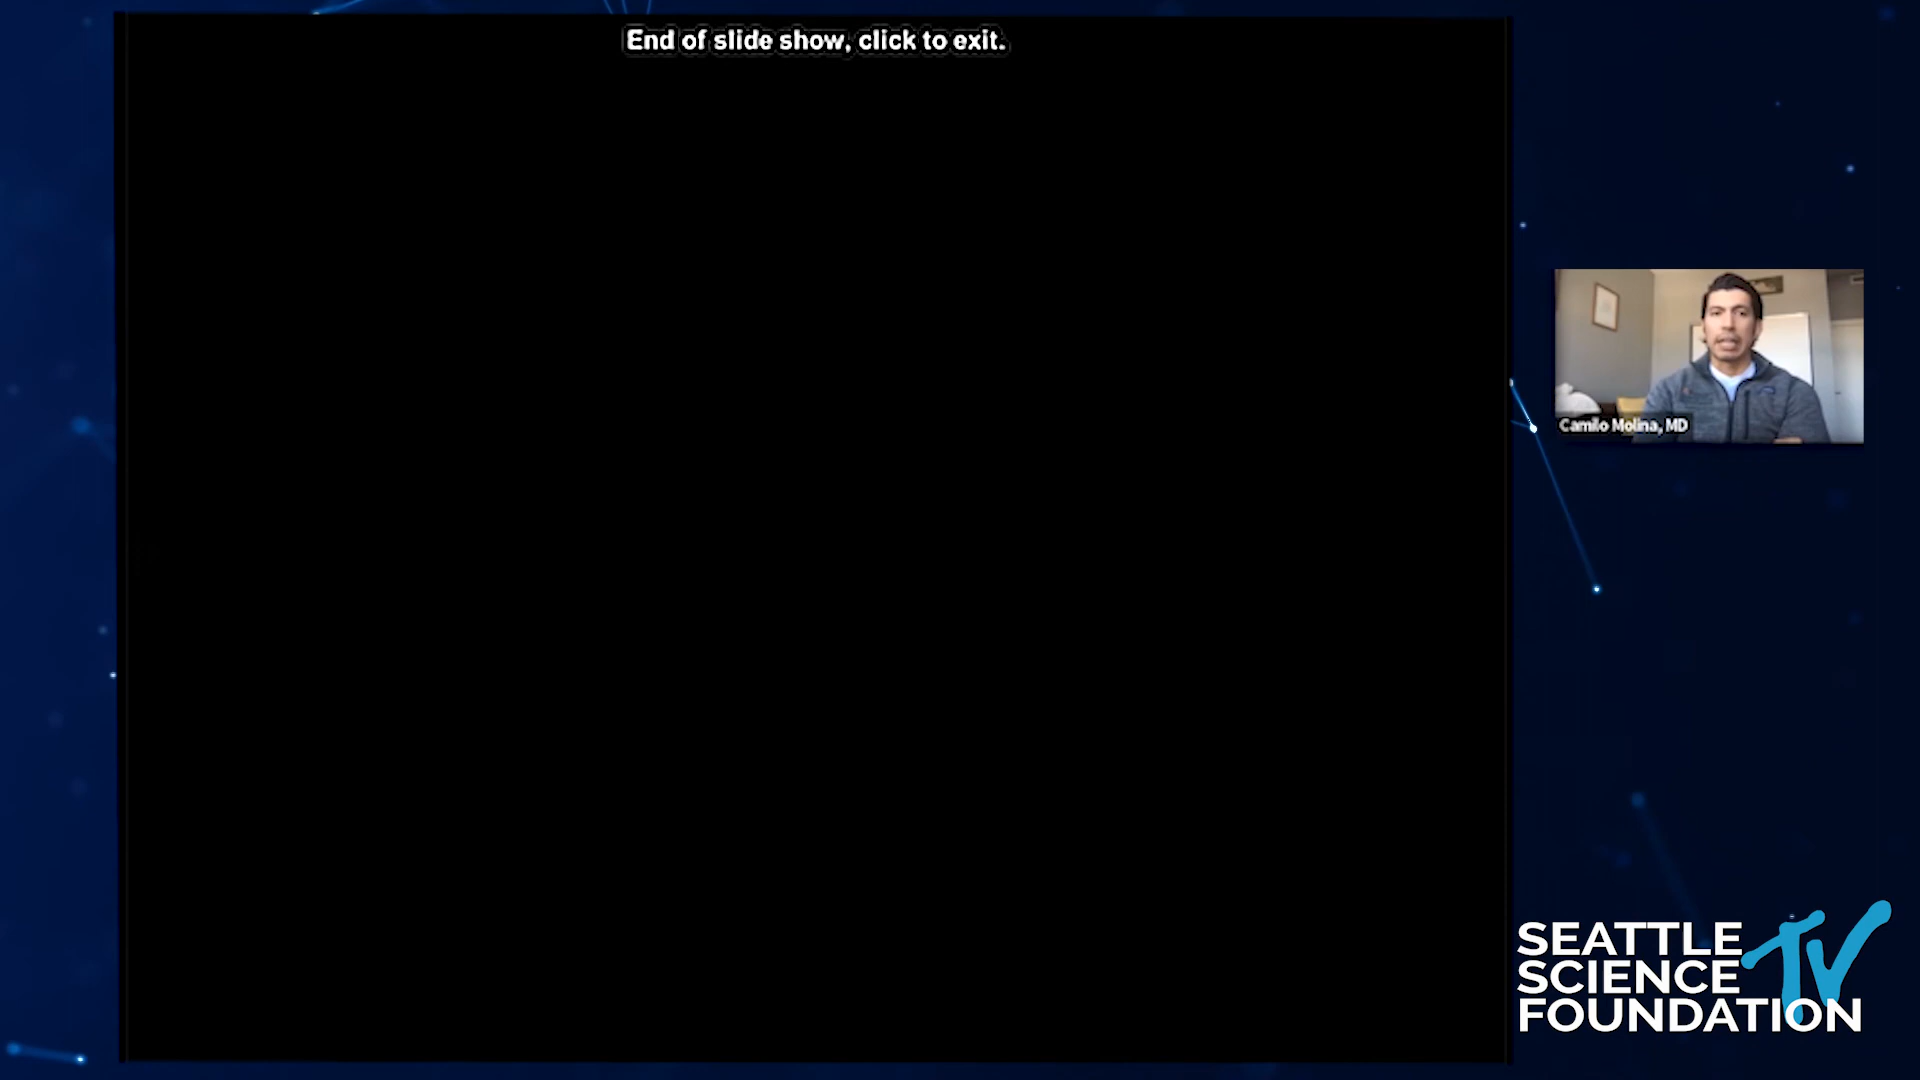 End of slide show, click to exit.
Camilo Molina, MD
SEATTLE
SCIENCE
FOUNDATION
TV